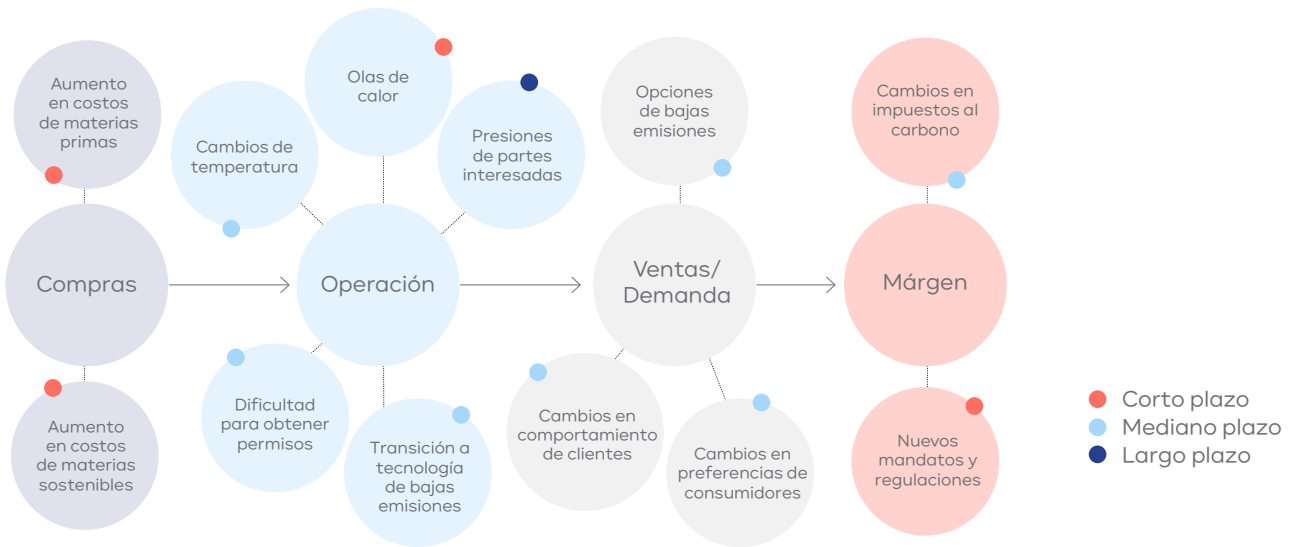 Aumento
en costos
de materias
primas
Compras
Aumento
en costos
de materias
sostenibles
Cambios de
temperatura
Olas de
calor
Presiones
de partes
interesadas
Operación
Dificultad
para obtener
permisos
Transición a
tecnología
de bajas
emisiones
Opciones
de bajas
emisiones
Ventas/
Demanda
Cambios en
comportamiento
de clientes
Cambios en
preferencias de
consumidores
Cambios en
impuestos al
carbono
Márgen
Nuevos
mandatos y
regulaciones
Corto plazo
Mediano plazo
Largo plazo